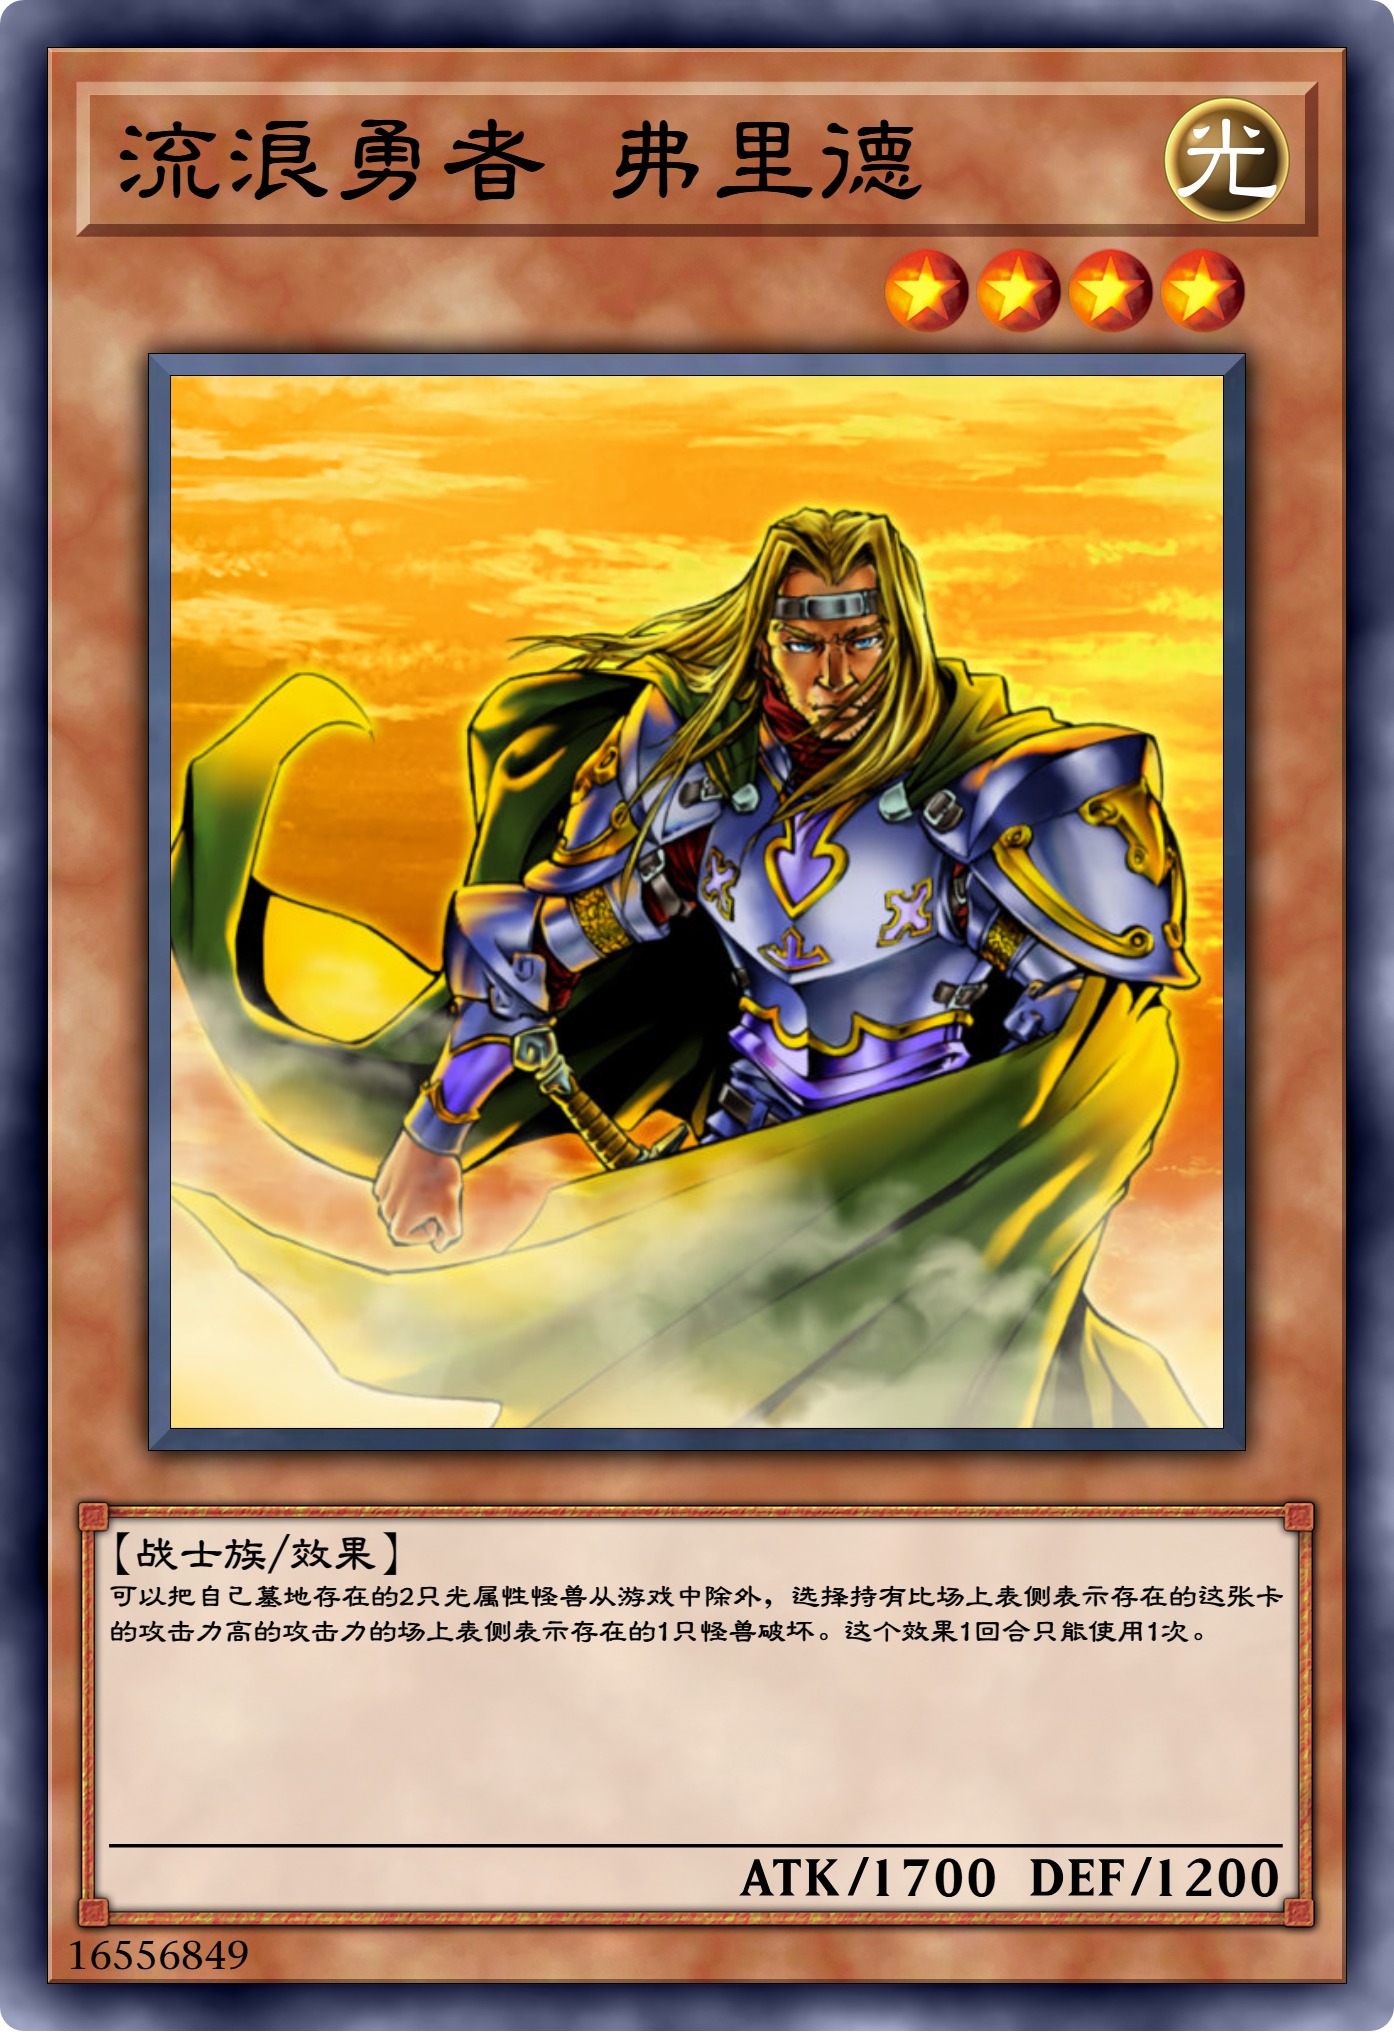 流浪勇者 弗里德
光
【战士族/效果】
可以把自己墓地存在的2只光属性怪兽从游戏中除外，选择持有比场上表侧表示存在的这张卡
的攻击力高的攻击力的场上表侧表示存在的1只怪兽破坏。这个效果1回合只能使用1次。
ATK/1700 DEF/1200
16556849